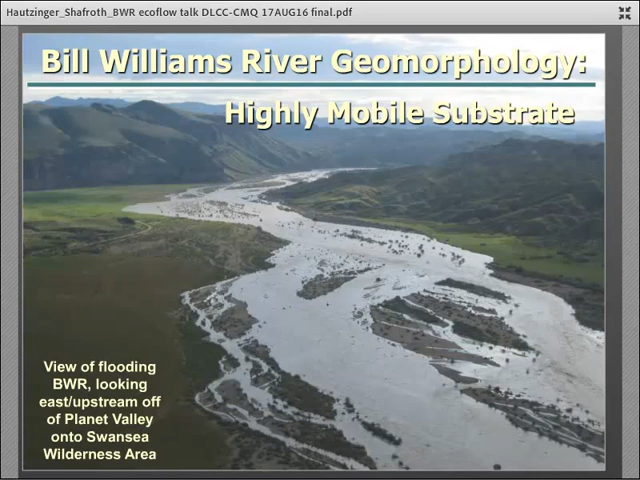 Hautzinger_Shafroth_BWR ecoflow talk DLCC-CMQ 17AUG16 final.pdf
Bill Williams River Geomorphology:
Highly Mobile Substrate
View of flooding
BWR, looking
east/upstream off
of Planet Valley
onto Swansea
Wilderness Area